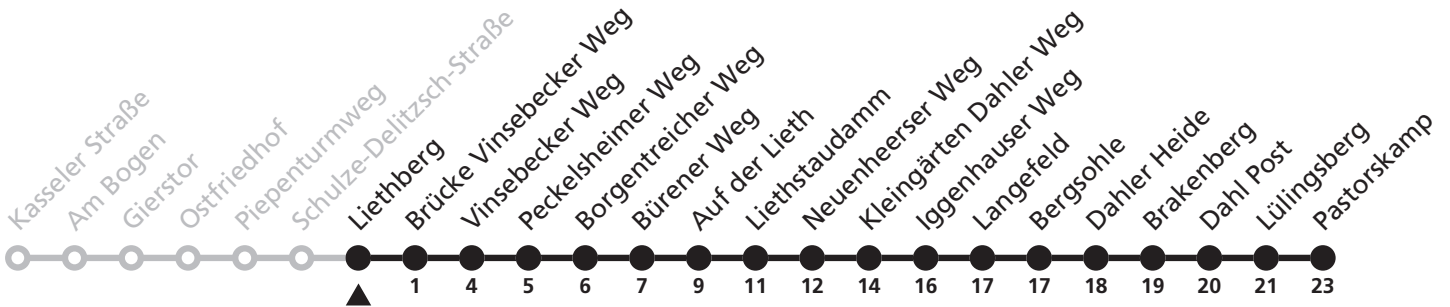 Kasseler Straße
Am Bogen
Gierstor
Ostfriedhof
Piepenturmweg
Schulze-Delitzsch-Straße
Liethberg
Brücke Vinsebecker Weg
Vinsebecker Weg
Peckelsheimer Weg
Borgentreicher Weg
Bürener Weg
Auf der Lieth
Liethstaudamm
Neuenheerser Weg
Kleingärten Dahler Weg
Iggenhauser Weg
Langefeld
Bergsohle
Dahler Heide
Brakenberg
Dahl Post
Lülingsberg
Pastorskamp
1 4 5 6 7 9 11 12 14 16 17 17 18 19 20 21 23